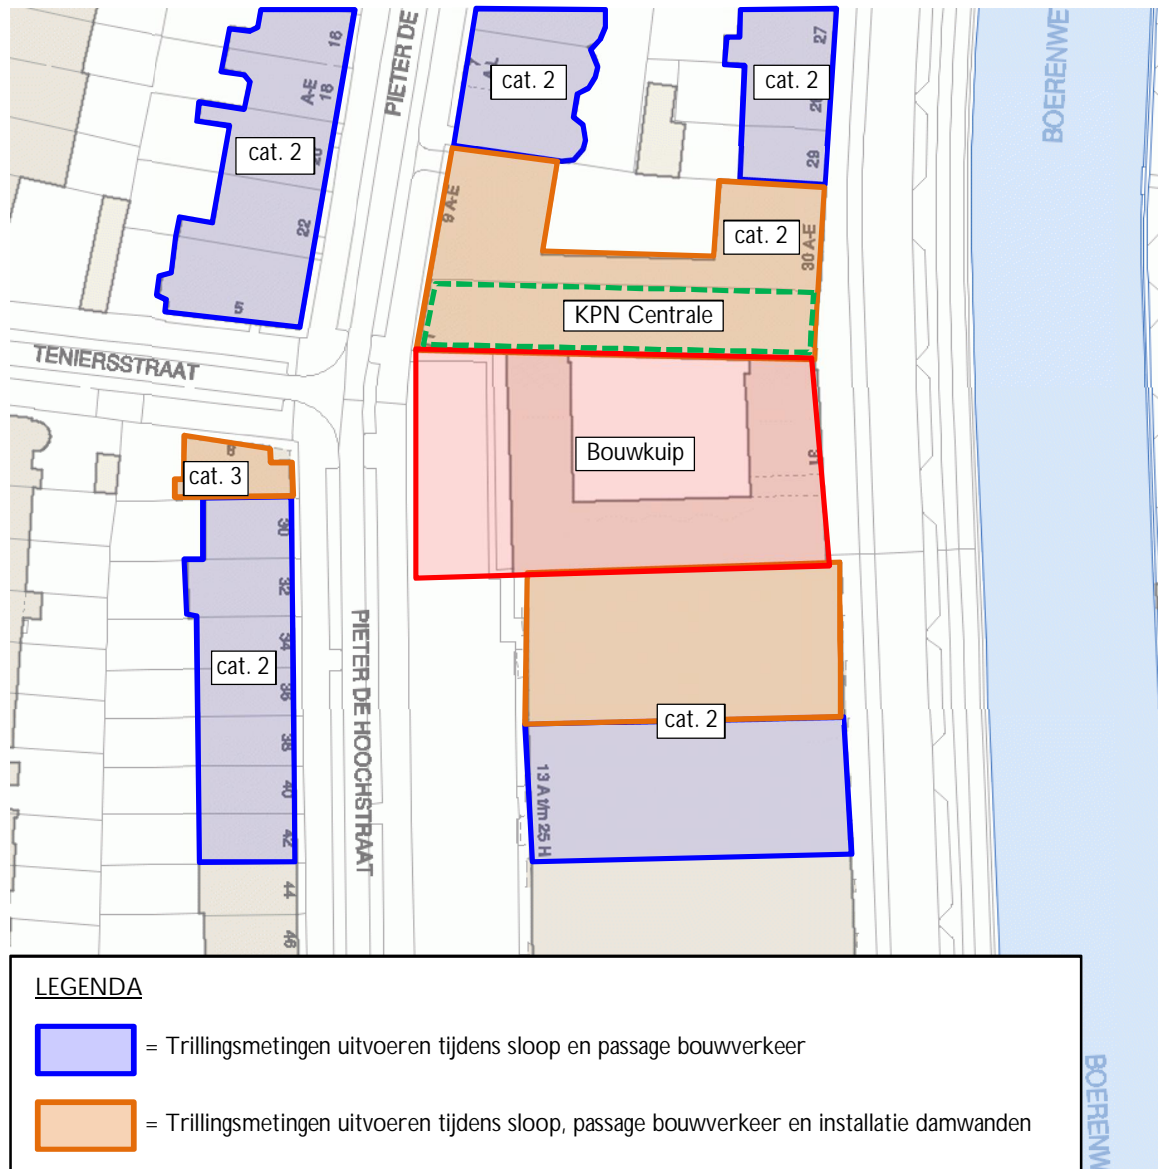 18
A-E
18
20
22
5
PIETER DE
7
A-L
cat. 2
cat. 2
27
cat. 2
29
BOERENWE
9 A-E
cat. 2
30 A-E
KPN Centrale
TENIERSSTRAAT
Bouwkuip
31
8
cat. 3
30
32
34
36
38
40
42
44
46
cat. 2
PIETER DE HOOCHSTRAAT
cat. 2
13 A t/m 25 H
LEGENDA
= Trillingsmetingen uitvoeren tijdens sloop en passage bouwverkeer
= Trillingsmetingen uitvoeren tijdens sloop, passage bouwverkeer en installatie damwanden
BOERENW